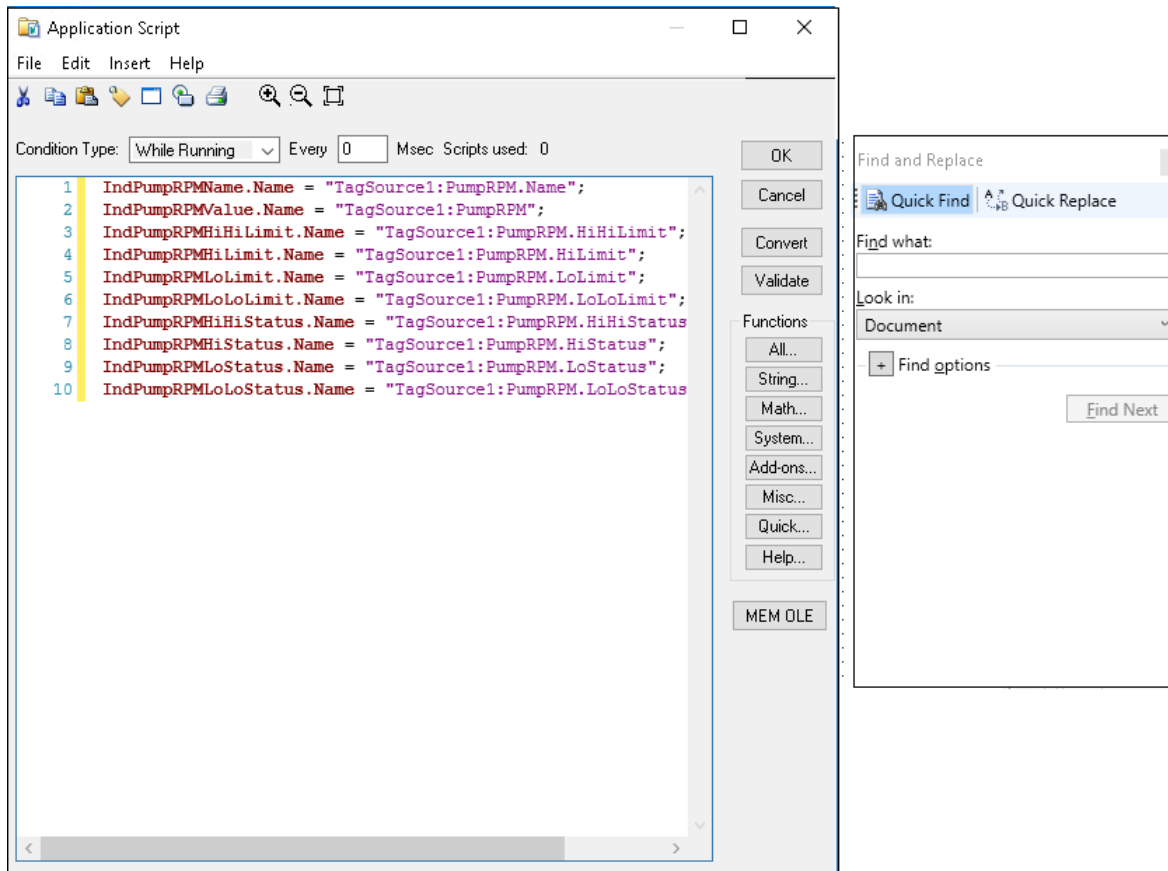 Application Script
File Edit Insert Help
Condition Type: While Running Every 0 Msec Scripts used: 0
OK
Cancel
Convert
Validate
1 IndPumpRPMName.Name = "TagSource1:PumpRPM.Name";
2 IndPumpRPMValue.Name = "TagSource1:PumpRPM";
3 IndPumpRPMHiHiLimit.Name = "TagSource1:PumpRPM.HiHiLimit";
4 IndPumpRPMHiLimit.Name = "TagSource1:PumpRPM.HiLimit";
5 IndPumpRPMLoLimit.Name = "TagSource1:PumpRPM.LoLimit";
6 IndPumpRPMLoLoLimit.Name = "TagSource1:PumpRPM.LoLoLimit";
7 IndPumpRPMHiHiStatus.Name = "TagSource1:PumpRPM.HiHiStatus
8 IndPumpRPMHiStatus.Name = "TagSource1:PumpRPM.HiStatus";
9 IndPumpRPMLoStatus.Name = "TagSource1:PumpRPM.LoStatus";
10 IndPumpRPMLoLoStatus.Name = "TagSource1:PumpRPM.LoLoStatus
Functions
All...
String...
Math...
System...
Add-ons...
Misc...
Quick...
Help...
MEM OLE
Find and Replace
Quick Find A B Quick Replace
Find what:
Look in:
Document
+ Find options
Find Next